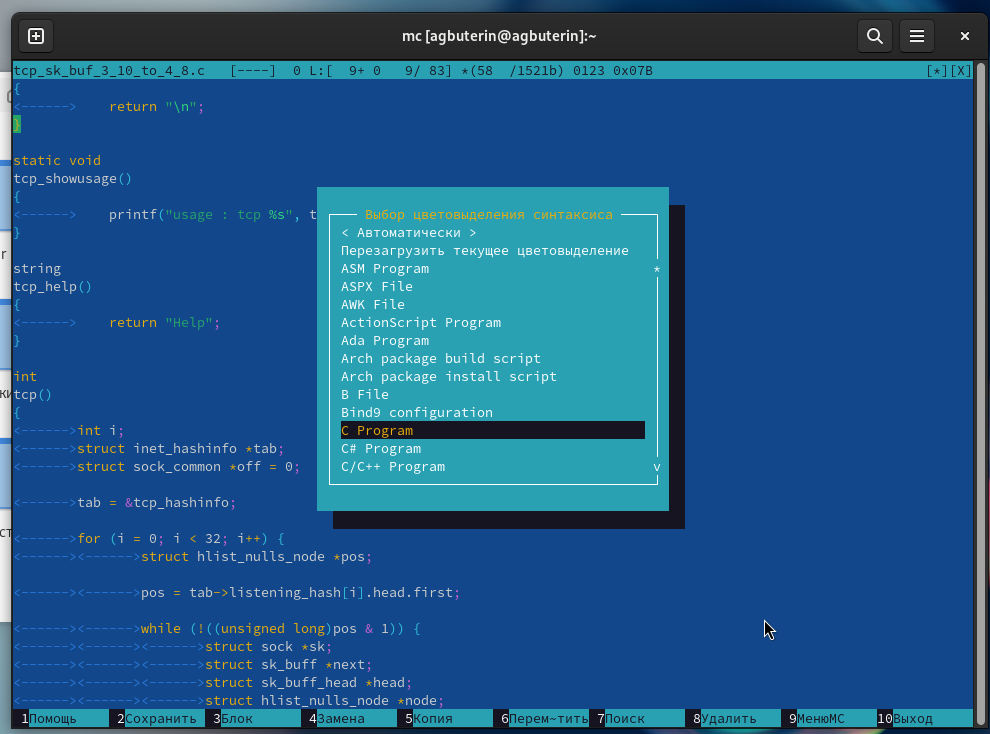 mc [agbuterin@agbuterin]:~
tcp_sk_buf_3_10_to_4_8.c   [----]  0 L:[  9+ 0   9/ 83] *(58  /1521b) 0123 0x07B   [*][X]
{
<------>    return "\n";
}
static void
tcp_showusage()
{
<------>    printf("usage : tcp %s", t
}
string
tcp_help()
{
<------>    return "Help";
}
int
tcp()
{
<------>int i;
<------>struct inet_hashinfo *tab;
<------>struct sock_common *off = 0;
<------>tab = &tcp_hashinfo;
<------>for (i = 0; i < 32; i++) {
<------><------>struct hlist_nulls_node *pos;
<------><------>pos = tab->listening_hash[i].head.first;
<------><------>while (!((unsigned long)pos & 1)) {
<------><------><------>struct sock *sk;
<------><------><------>struct sk_buff *next;
<------><------><------>struct sk_buff_head *head;
<------><------><------>struct hlist_nulls_node *node;
Выбор цветовыделения синтаксиса
< Автоматически >
Перезагрузить текущее цветовыделение
ASM Program
ASPX File
AWK File
ActionScript Program
Ada Program
Arch package build script
Arch package install script
B File
Bind9 configuration
C Program
C# Program
C/C++ Program
1Помощь 2Сохранить 3Блок 4Замена 5Копия 6Перем~тить 7Поиск 8Удалить 9МенюМС 10Выход